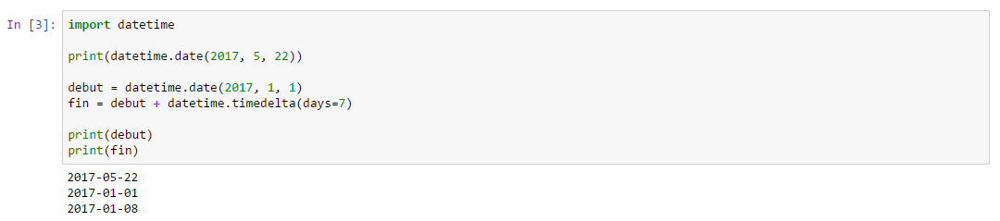 In [3]: import datetime
print(datetime.date(2017, 5, 22))
debut = datetime.date(2017, 1, 1)
fin = debut + datetime.timedelta(days=7)
print(debut)
print(fin)
2017-05-22
2017-01-01
2017-01-08